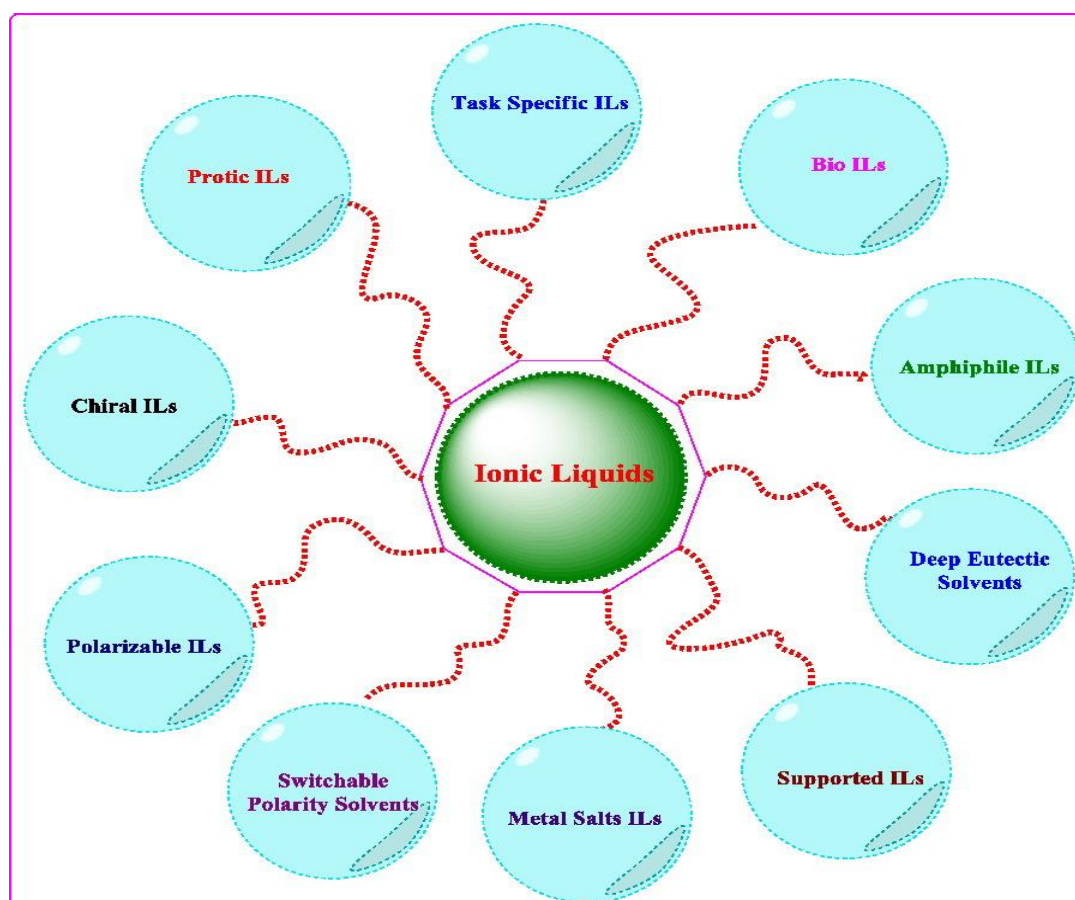 Task Specific ILs
Protic ILs
Bio ILs
Amphiphile ILs
Chiral ILs
Ionic Liquids
Deep Eutectic
Solvents
Polarizable ILs
Switchable
Polarity Solvents
Metal Salts ILs
Supported ILs